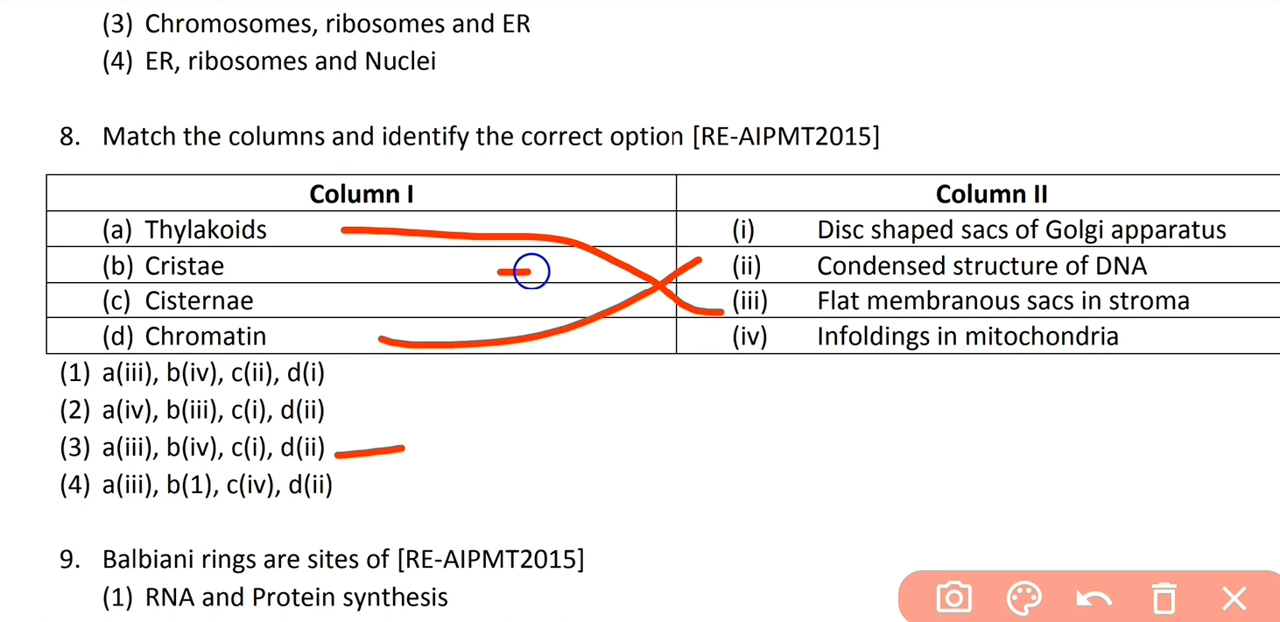 (3) Chromosomes, ribosomes and ER
(4) ER, ribosomes and Nuclei
8. Match the columns and identify the correct option [RE-AIPMT2015]
Column I Column II
(a) Thylakoids (i) Disc shaped sacs of Golgi apparatus
(b) Cristae (ii) Condensed structure of DNA
(c) Cisternae (iii) Flat membranous sacs in stroma
(d) Chromatin (iv) Infoldings in mitochondria
(1) a(iii), b(iv), c(ii), d(i)
(2) a(iv), b(iii), c(i), d(ii)
(3) a(iii), b(iv), c(i), d(ii)
(4) a(iii), b(1), c(iv), d(ii)
9. Balbiani rings are sites of [RE-AIPMT2015]
(1) RNA and Protein synthesis